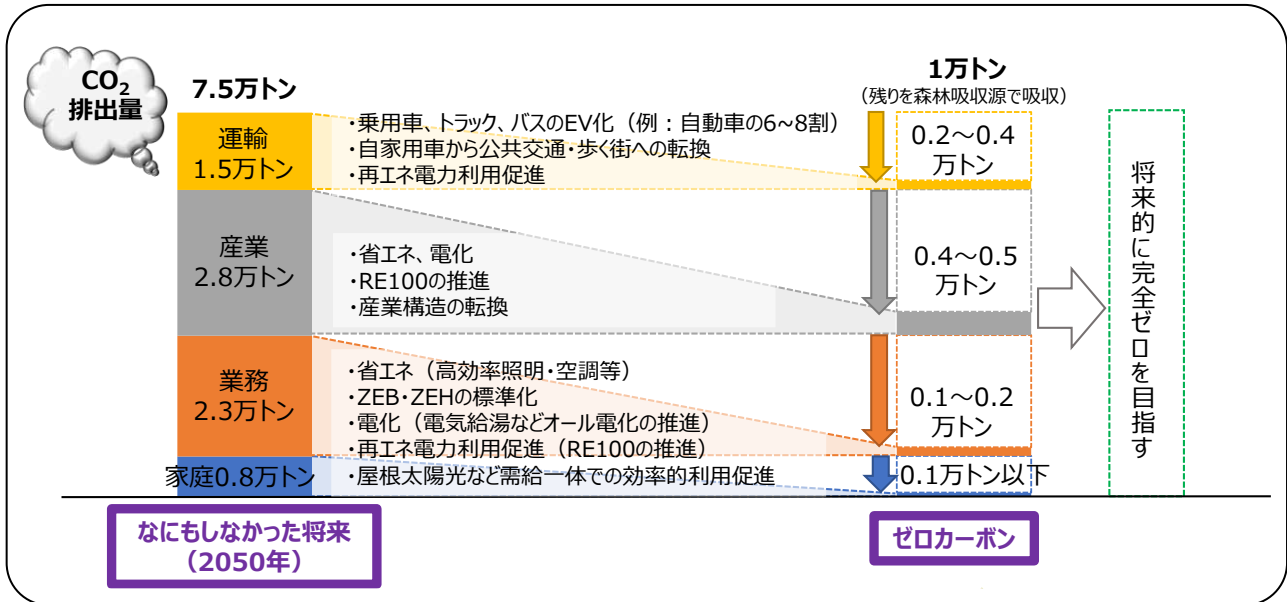 CO2
排出量
7.5万トン
運輸
1.5万トン
産業
2.8万トン
業務
2.3万トン
家庭0.8万トン
なにもしなかった将来
(2050年)
・乗用車、トラック、バスのEV化（例：自動車の6~8割）
・自家用車から公共交通・歩く街への転換
・再エネ電力利用促進
・省エネ、電化
・RE100の推進
・産業構造の転換
・省エネ（高効率照明・空調等）
・ZEB・ZEHの標準化
・電化（電気給湯などオール電化の推進）
・再エネ電力利用促進（RE100の推進）
・屋根太陽光など需給一体での効率的利用促進
1万トン
（残りを森林吸収源で吸収）
0.2～0.4
万トン
0.4～0.5
万トン
0.1～0.2
万トン
0.1万トン以下
ゼロカーボン
将来的に完全ゼロを目指す